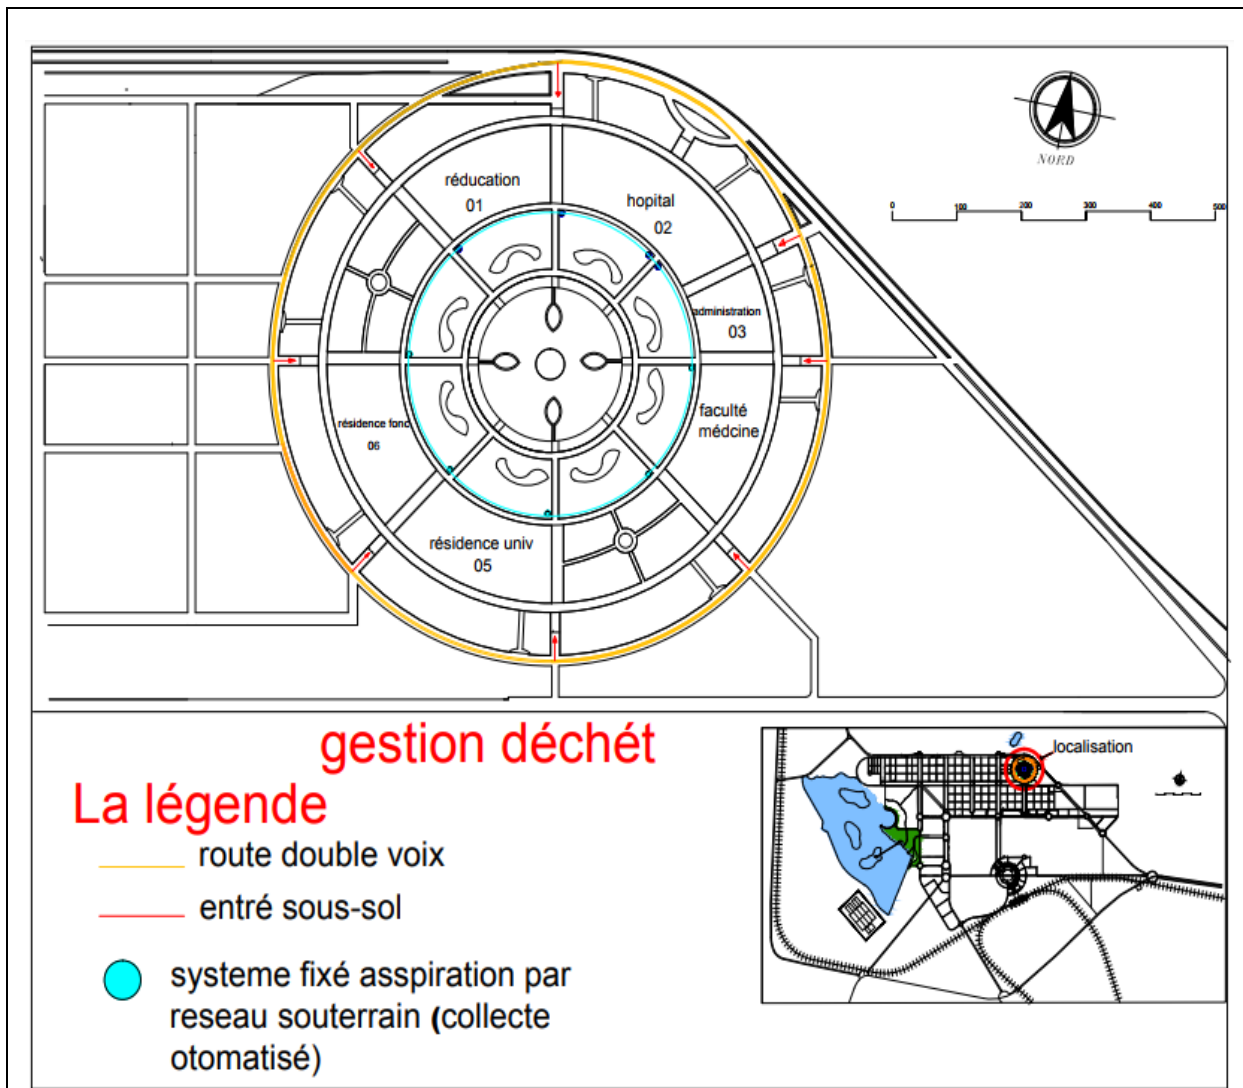 NORD
0 100 200 300 400 500
réducation
01
hopital
02
administration
03
faculté
médcine
résidence fonc
06
résidence univ
05
gestion déchét
La légende
route double voix
entré sous-sol
systeme fixé asspiration par
reseau souterrain (collecte
otomatisé)
localisation